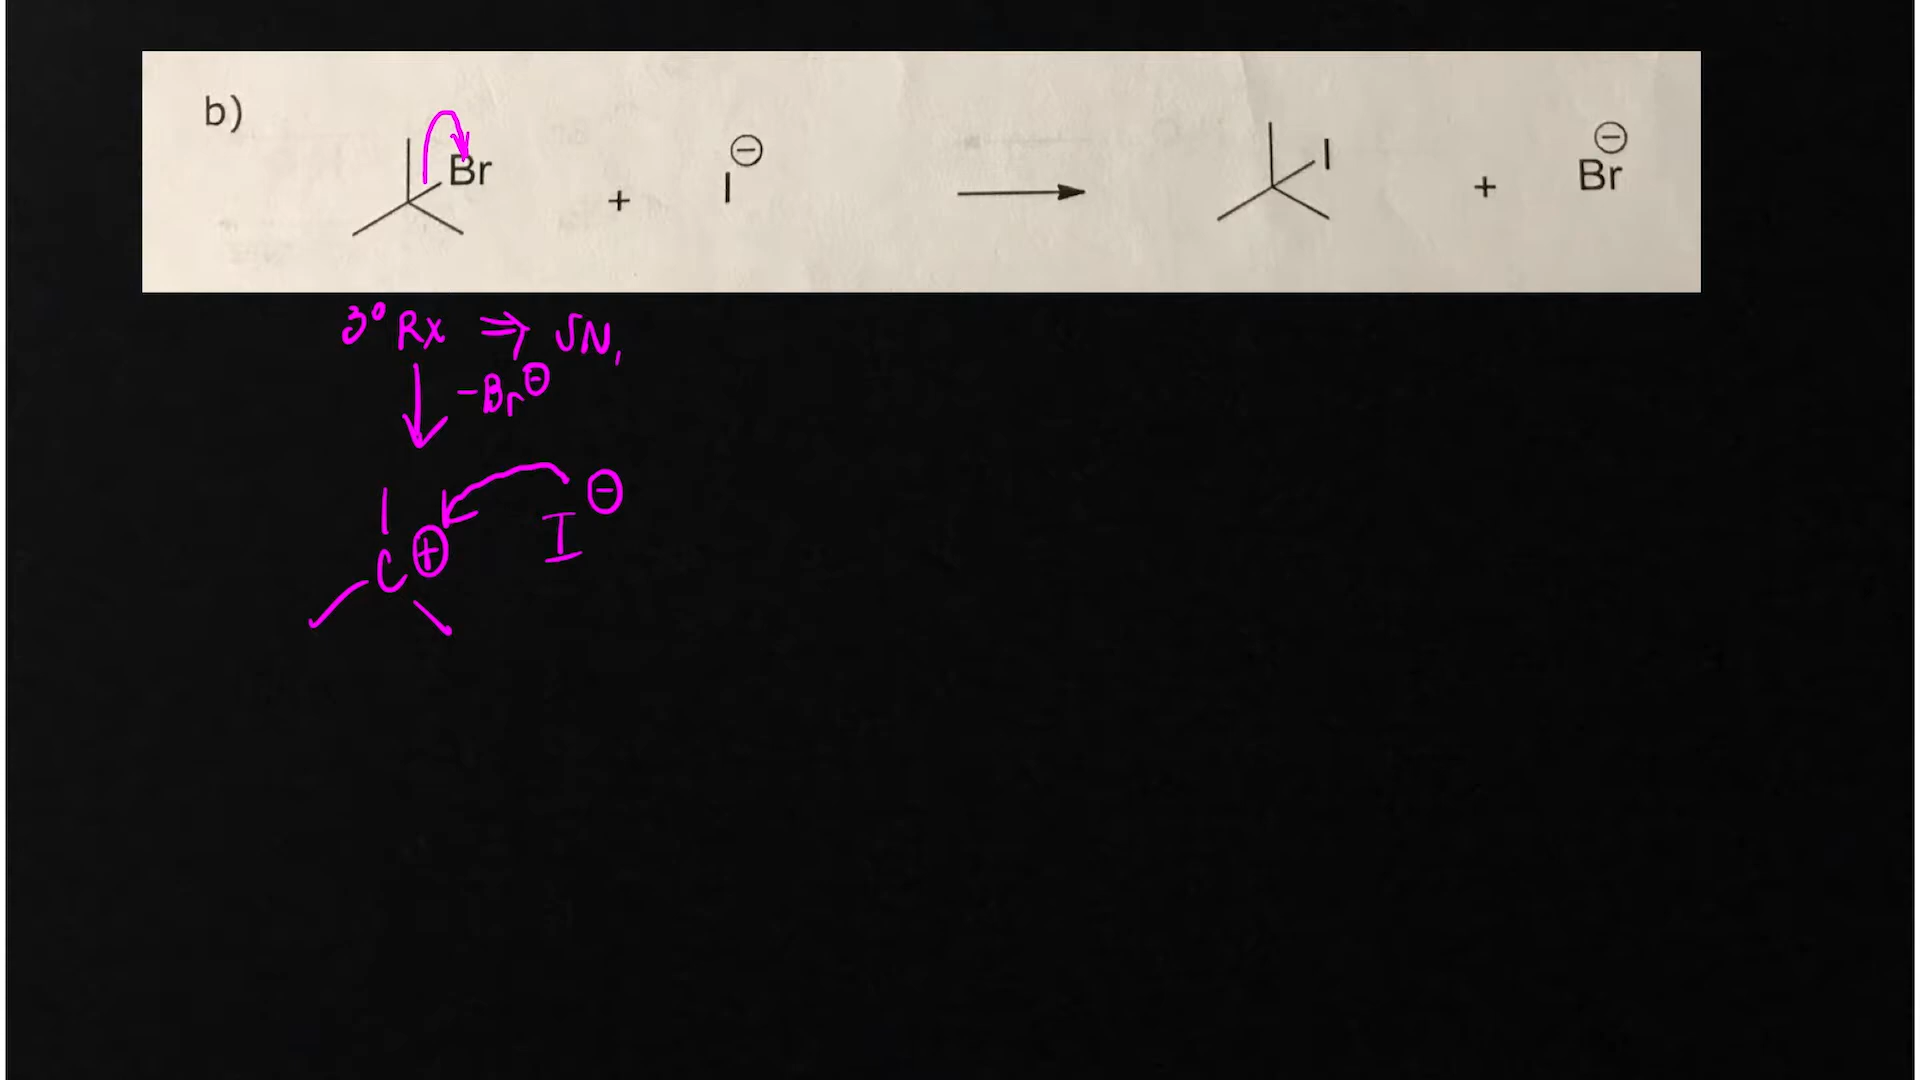 b)
Br + I ⊖ → I + Br ⊖
3° Rx ⇒ SN1
↓ -Br⊖
C⊕ I⊖